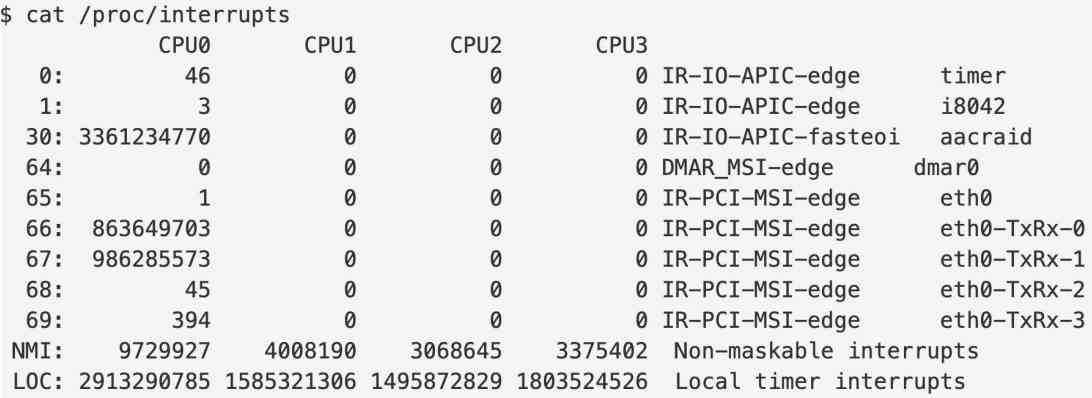 $ cat /proc/interrupts
            CPU0       CPU1       CPU2       CPU3
   0:         46          0          0          0 IR-IO-APIC-edge      timer
   1:          3          0          0          0 IR-IO-APIC-edge      i8042
  30: 3361234770          0          0          0 IR-IO-APIC-fasteoi   aacraid
  64:          0          0          0          0 DMAR_MSI-edge      dmar0
  65:          1          0          0          0 IR-PCI-MSI-edge      eth0
  66:  863649703          0          0          0 IR-PCI-MSI-edge      eth0-TxRx-0
  67:  986285573          0          0          0 IR-PCI-MSI-edge      eth0-TxRx-1
  68:         45          0          0          0 IR-PCI-MSI-edge      eth0-TxRx-2
  69:        394          0          0          0 IR-PCI-MSI-edge      eth0-TxRx-3
 NMI:    9729927    4008190    3068645    3375402  Non-maskable interrupts
 LOC: 2913290785 1585321306 1495872829 1803524526  Local timer interrupts